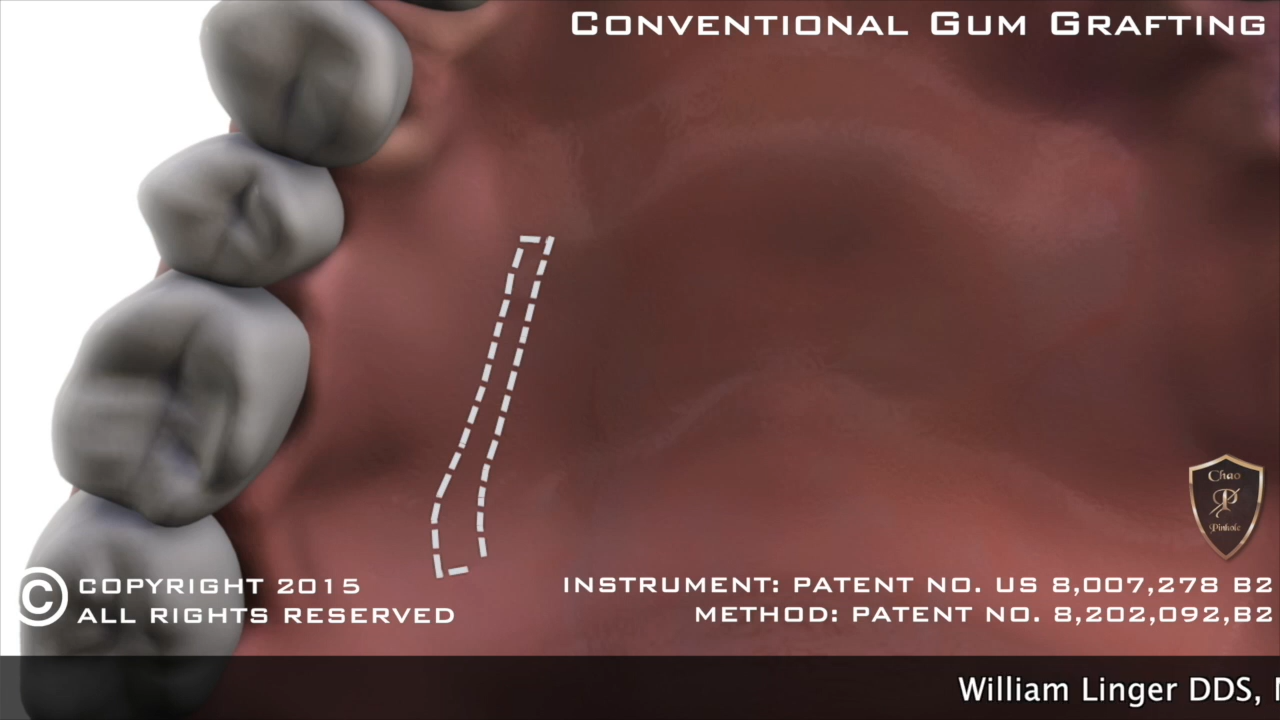 CONVENTIONAL GUM GRAFTING
Chao
P
Pinhole
© COPYRIGHT 2015
ALL RIGHTS RESERVED
INSTRUMENT: PATENT NO. US 8,007,278 B2
METHOD: PATENT NO. 8,202,092,B2
William Linger DDS,